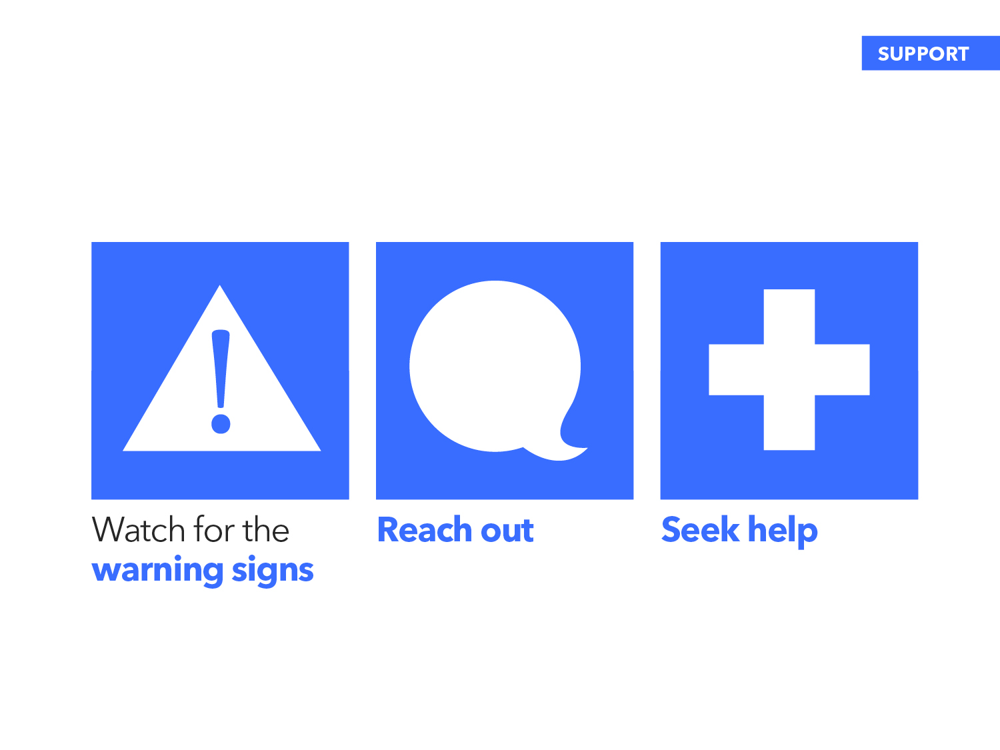 SUPPORT
Watch for the
warning signs
Reach out
Seek help